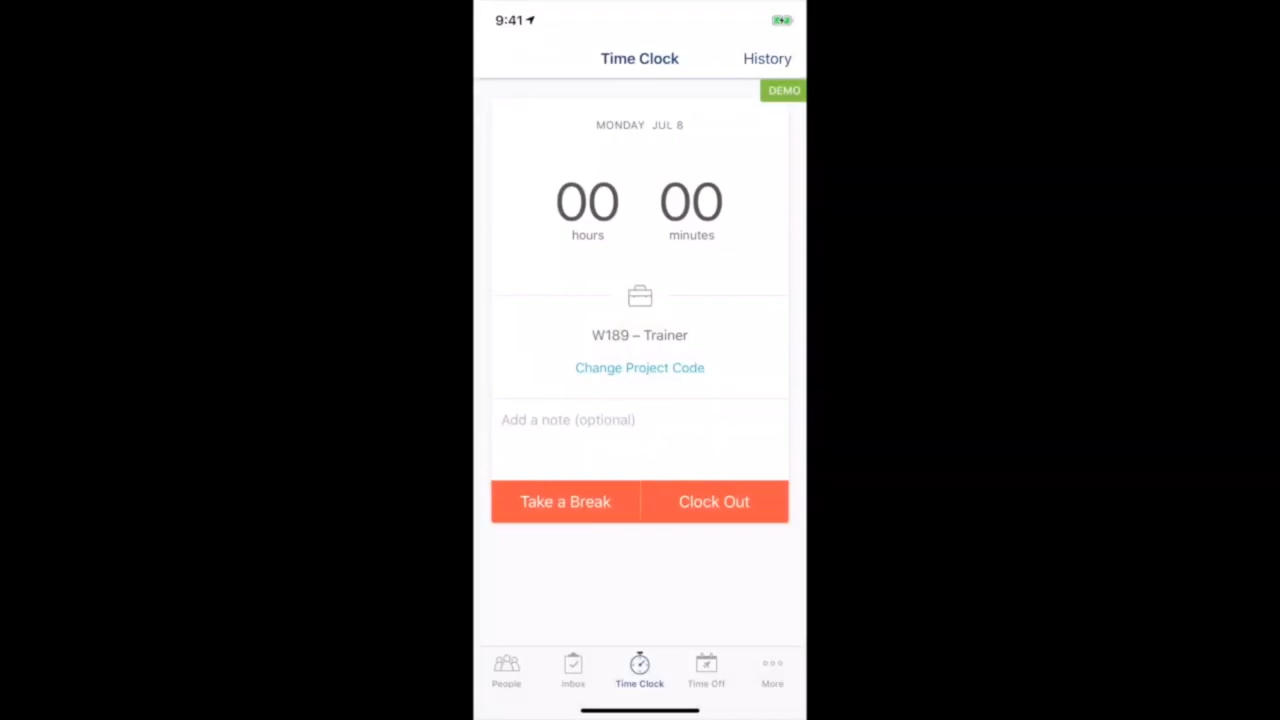 9:41
Time Clock History
DEMO
MONDAY JUL 8
00 00
hours minutes
W189 – Trainer
Change Project Code
Add a note (optional)
Take a Break Clock Out
People Inbox Time Clock Time Off More